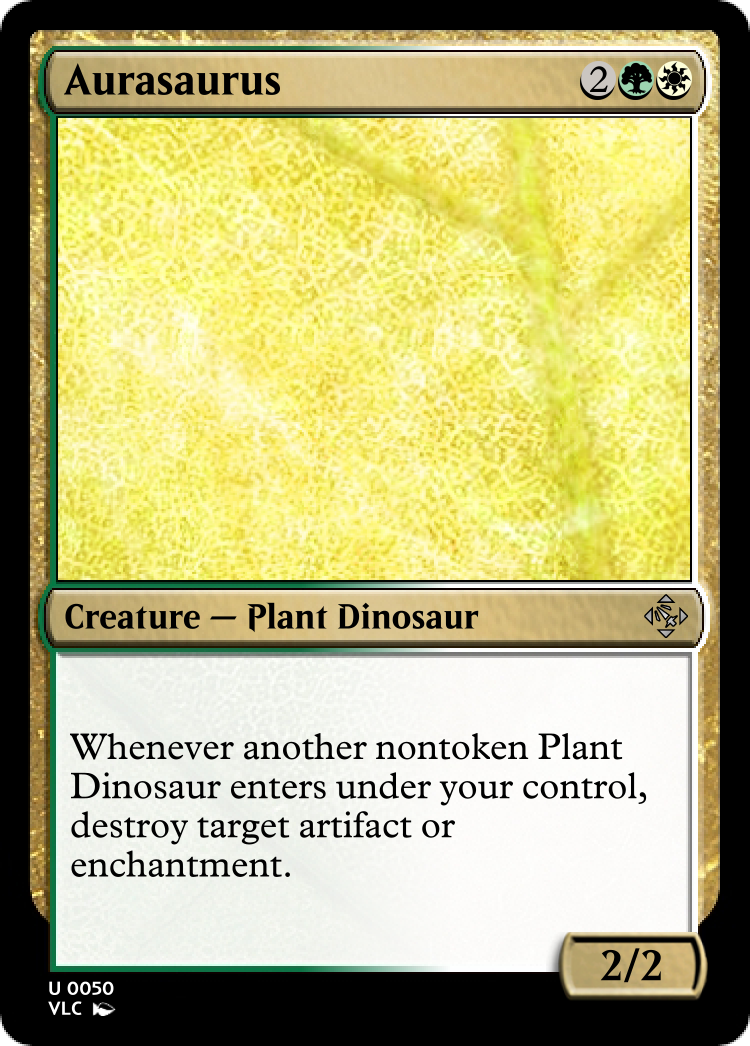 Aurasaurus 2
Creature — Plant Dinosaur
Whenever another nontoken Plant
Dinosaur enters under your control,
destroy target artifact or
enchantment.
2/2
U 0050
VLC